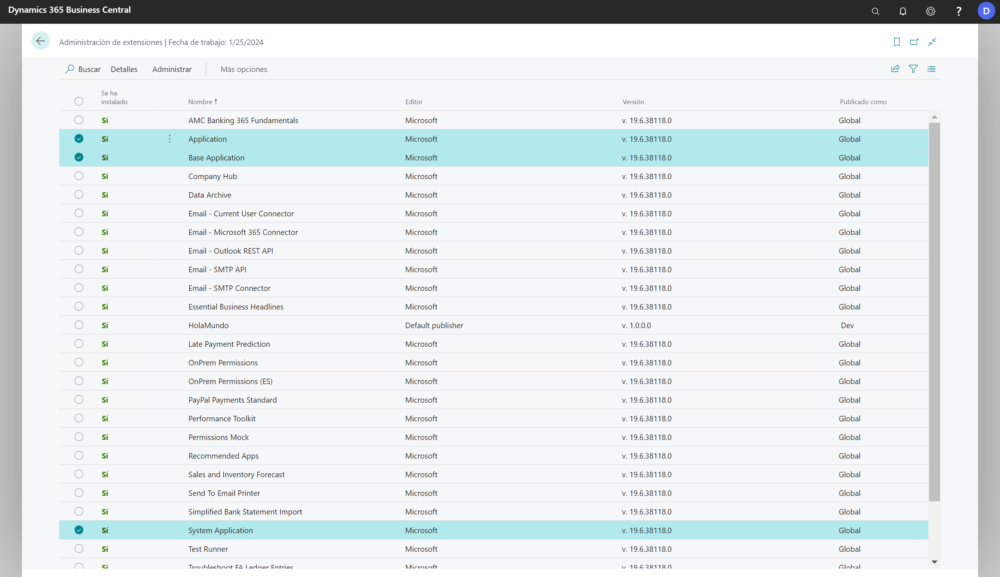 Dynamics 365 Business Central
? D
Administración de extensiones | Fecha de trabajo: 1/25/2024
Buscar Detalles Administrar Más opciones
Se ha instalado Nombre ↑ Editor Versión Publicado como
Sí AMC Banking 365 Fundamentals Microsoft v. 19.6.38118.0 Global
Sí Application Microsoft v. 19.6.38118.0 Global
Sí Base Application Microsoft v. 19.6.38118.0 Global
Sí Company Hub Microsoft v. 19.6.38118.0 Global
Sí Data Archive Microsoft v. 19.6.38118.0 Global
Sí Email - Current User Connector Microsoft v. 19.6.38118.0 Global
Sí Email - Microsoft 365 Connector Microsoft v. 19.6.38118.0 Global
Sí Email - Outlook REST API Microsoft v. 19.6.38118.0 Global
Sí Email - SMTP API Microsoft v. 19.6.38118.0 Global
Sí Email - SMTP Connector Microsoft v. 19.6.38118.0 Global
Sí Essential Business Headlines Microsoft v. 19.6.38118.0 Global
Sí HolaMundo Default publisher v. 1.0.0.0 Dev
Sí Late Payment Prediction Microsoft v. 19.6.38118.0 Global
Sí OnPrem Permissions Microsoft v. 19.6.38118.0 Global
Sí OnPrem Permissions (ES) Microsoft v. 19.6.38118.0 Global
Sí PayPal Payments Standard Microsoft v. 19.6.38118.0 Global
Sí Performance Toolkit Microsoft v. 19.6.38118.0 Global
Sí Permissions Mock Microsoft v. 19.6.38118.0 Global
Sí Recommended Apps Microsoft v. 19.6.38118.0 Global
Sí Sales and Inventory Forecast Microsoft v. 19.6.38118.0 Global
Sí Send To Email Printer Microsoft v. 19.6.38118.0 Global
Sí Simplified Bank Statement Import Microsoft v. 19.6.38118.0 Global
Sí System Application Microsoft v. 19.6.38118.0 Global
Sí Test Runner Microsoft v. 19.6.38118.0 Global
Sí Troubleshoot FA Ledger Entries Microsoft v. 19.6.38118.0 Global